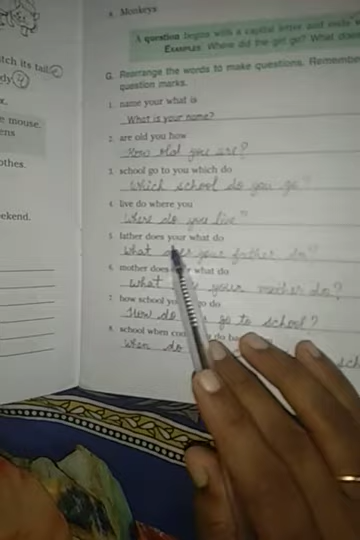 4. Monkeys
A question begins with a capital letter and ends
EXAMPLES: Where did the girl go? What does
tch its tail.
dy.
x.
e mouse.
ens
othes.
eekend.
G. Rearrange the words to make questions. Remember
question marks.
1. name your what is
What is your name?
2. are old you how
How old you are?
3. school go to you which do
Which school do you go
4. live do where you
Where do you live
5. father does your what do
What does your father do
6. mother does what do
What your mother do?
7. how school go do
How do go to school?
8. school when do
When do sch